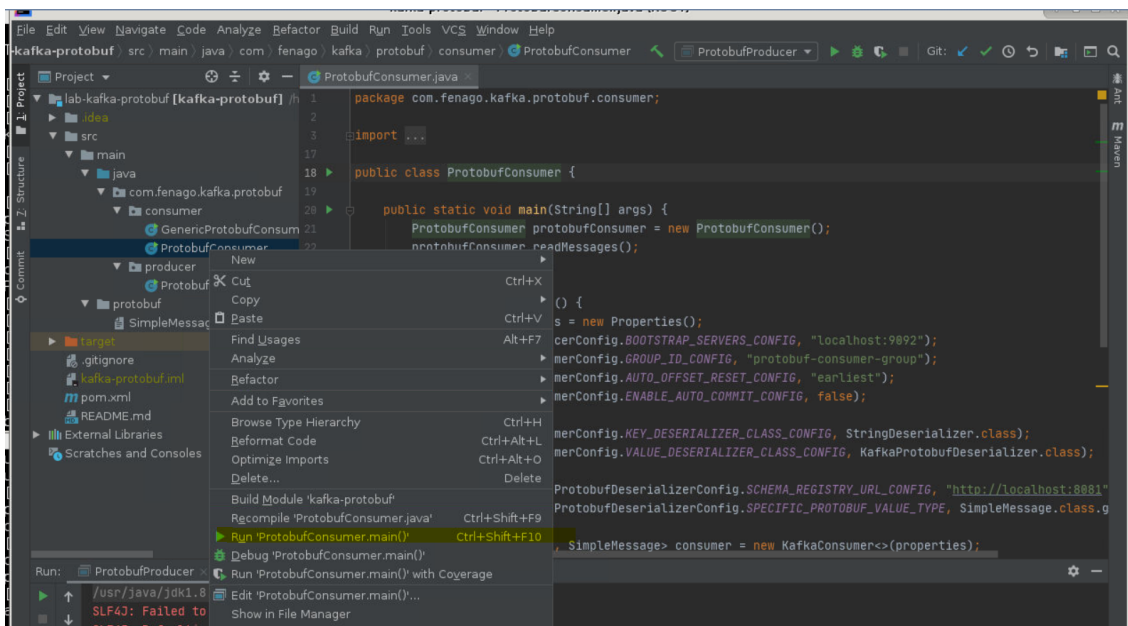 File Edit View Navigate Code Analyze Refactor Build Run Tools VCS Window Help
kafka-protobuf src main java com fenago kafka protobuf consumer ProtobufConsumer ProtobufProducer Git:
Project ProtobufConsumer.java
1: Project
Z: Structure
Commit
Ant
Maven
lab-kafka-protobuf [kafka-protobuf] /h
.idea
src
main
java
com.fenago.kafka.protobuf
consumer
GenericProtobufConsum
ProtobufConsumer
producer
Protobuf
protobuf
SimpleMessag
target
.gitignore
kafka-protobuf.iml
pom.xml
README.md
External Libraries
Scratches and Consoles
1 package com.fenago.kafka.protobuf.consumer;
2
3 import ...
17
18 public class ProtobufConsumer {
19
20 public static void main(String[] args) {
21 ProtobufConsumer protobufConsumer = new ProtobufConsumer();
22 protobufConsumer.readMessages();
() {
s = new Properties();
cerConfig.BOOTSTRAP_SERVERS_CONFIG, "localhost:9092");
merConfig.GROUP_ID_CONFIG, "protobuf-consumer-group");
merConfig.AUTO_OFFSET_RESET_CONFIG, "earliest");
merConfig.ENABLE_AUTO_COMMIT_CONFIG, false);
merConfig.KEY_DESERIALIZER_CLASS_CONFIG, StringDeserializer.class);
merConfig.VALUE_DESERIALIZER_CLASS_CONFIG, KafkaProtobufDeserializer.class);
ProtobufDeserializerConfig.SCHEMA_REGISTRY_URL_CONFIG, "http://localhost:8081"
ProtobufDeserializerConfig.SPECIFIC_PROTOBUF_VALUE_TYPE, SimpleMessage.class.g
, SimpleMessage> consumer = new KafkaConsumer<>(properties);
New
Cut Ctrl+X
Copy
Paste Ctrl+V
Find Usages Alt+F7
Analyze
Refactor
Add to Favorites
Browse Type Hierarchy Ctrl+H
Reformat Code Ctrl+Alt+L
Optimize Imports Ctrl+Alt+O
Delete... Delete
Build Module 'kafka-protobuf'
Recompile 'ProtobufConsumer.java' Ctrl+Shift+F9
Run 'ProtobufConsumer.main()' Ctrl+Shift+F10
Debug 'ProtobufConsumer.main()'
Run 'ProtobufConsumer.main()' with Coverage
Edit 'ProtobufConsumer.main()'...
Show in File Manager
Run: ProtobufProducer
/usr/java/jdk1.8
SLF4J: Failed to